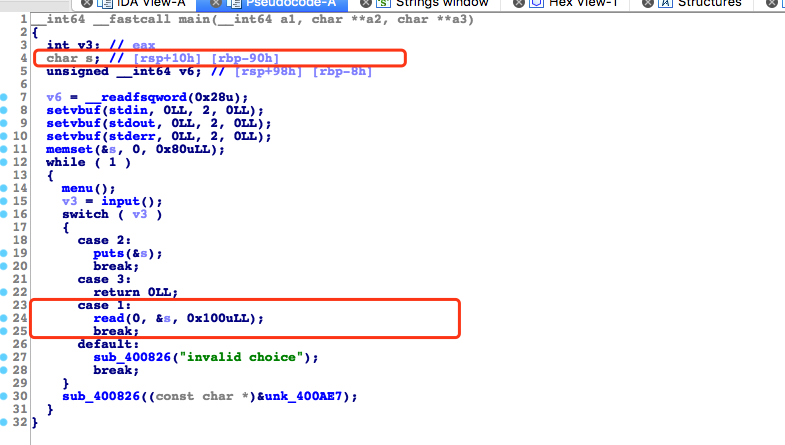 IDA View-A Pseudocode-A Strings window Hex View-1 Structures
1 __int64 __fastcall main(__int64 a1, char **a2, char **a3)
2 {
3 int v3; // eax
4 char s; // [rsp+10h] [rbp-90h]
5 unsigned __int64 v6; // [rsp+98h] [rbp-8h]
6
7 v6 = __readfsqword(0x28u);
8 setvbuf(stdin, 0LL, 2, 0LL);
9 setvbuf(stdout, 0LL, 2, 0LL);
10 setvbuf(stderr, 0LL, 2, 0LL);
11 memset(&s, 0, 0x80uLL);
12 while ( 1 )
13 {
14 menu();
15 v3 = input();
16 switch ( v3 )
17 {
18 case 2:
19 puts(&s);
20 break;
21 case 3:
22 return 0LL;
23 case 1:
24 read(0, &s, 0x100uLL);
25 break;
26 default:
27 sub_400826("invalid choice");
28 break;
29 }
30 sub_400826((const char *)&unk_400AE7);
31 }
32 }